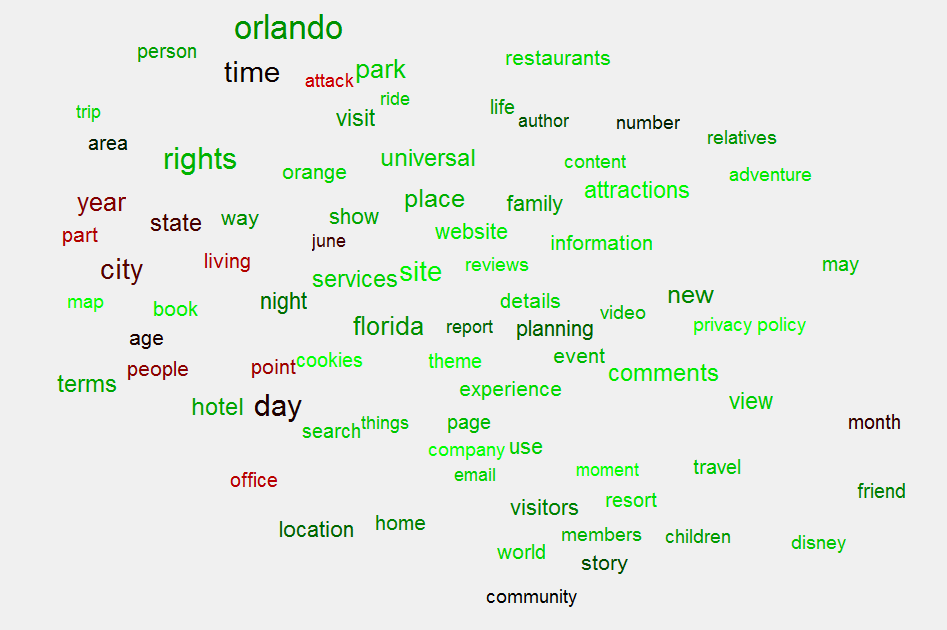 orlando
person
restaurants
time
attack
park
ride
life
trip
visit
author
number
area
relatives
rights
universal
content
orange
adventure
attractions
year
place
family
state
way
show
part
june
website
information
city
living
services
site
reviews
may
map
book
night
details
new
video
florida
report
planning
privacy policy
age
people
point
cookies
theme
event
terms
comments
experience
hotel
day
view
search
things
page
month
company
use
office
email
moment
travel
visitors
resort
friend
location
home
members
children
world
story
disney
community